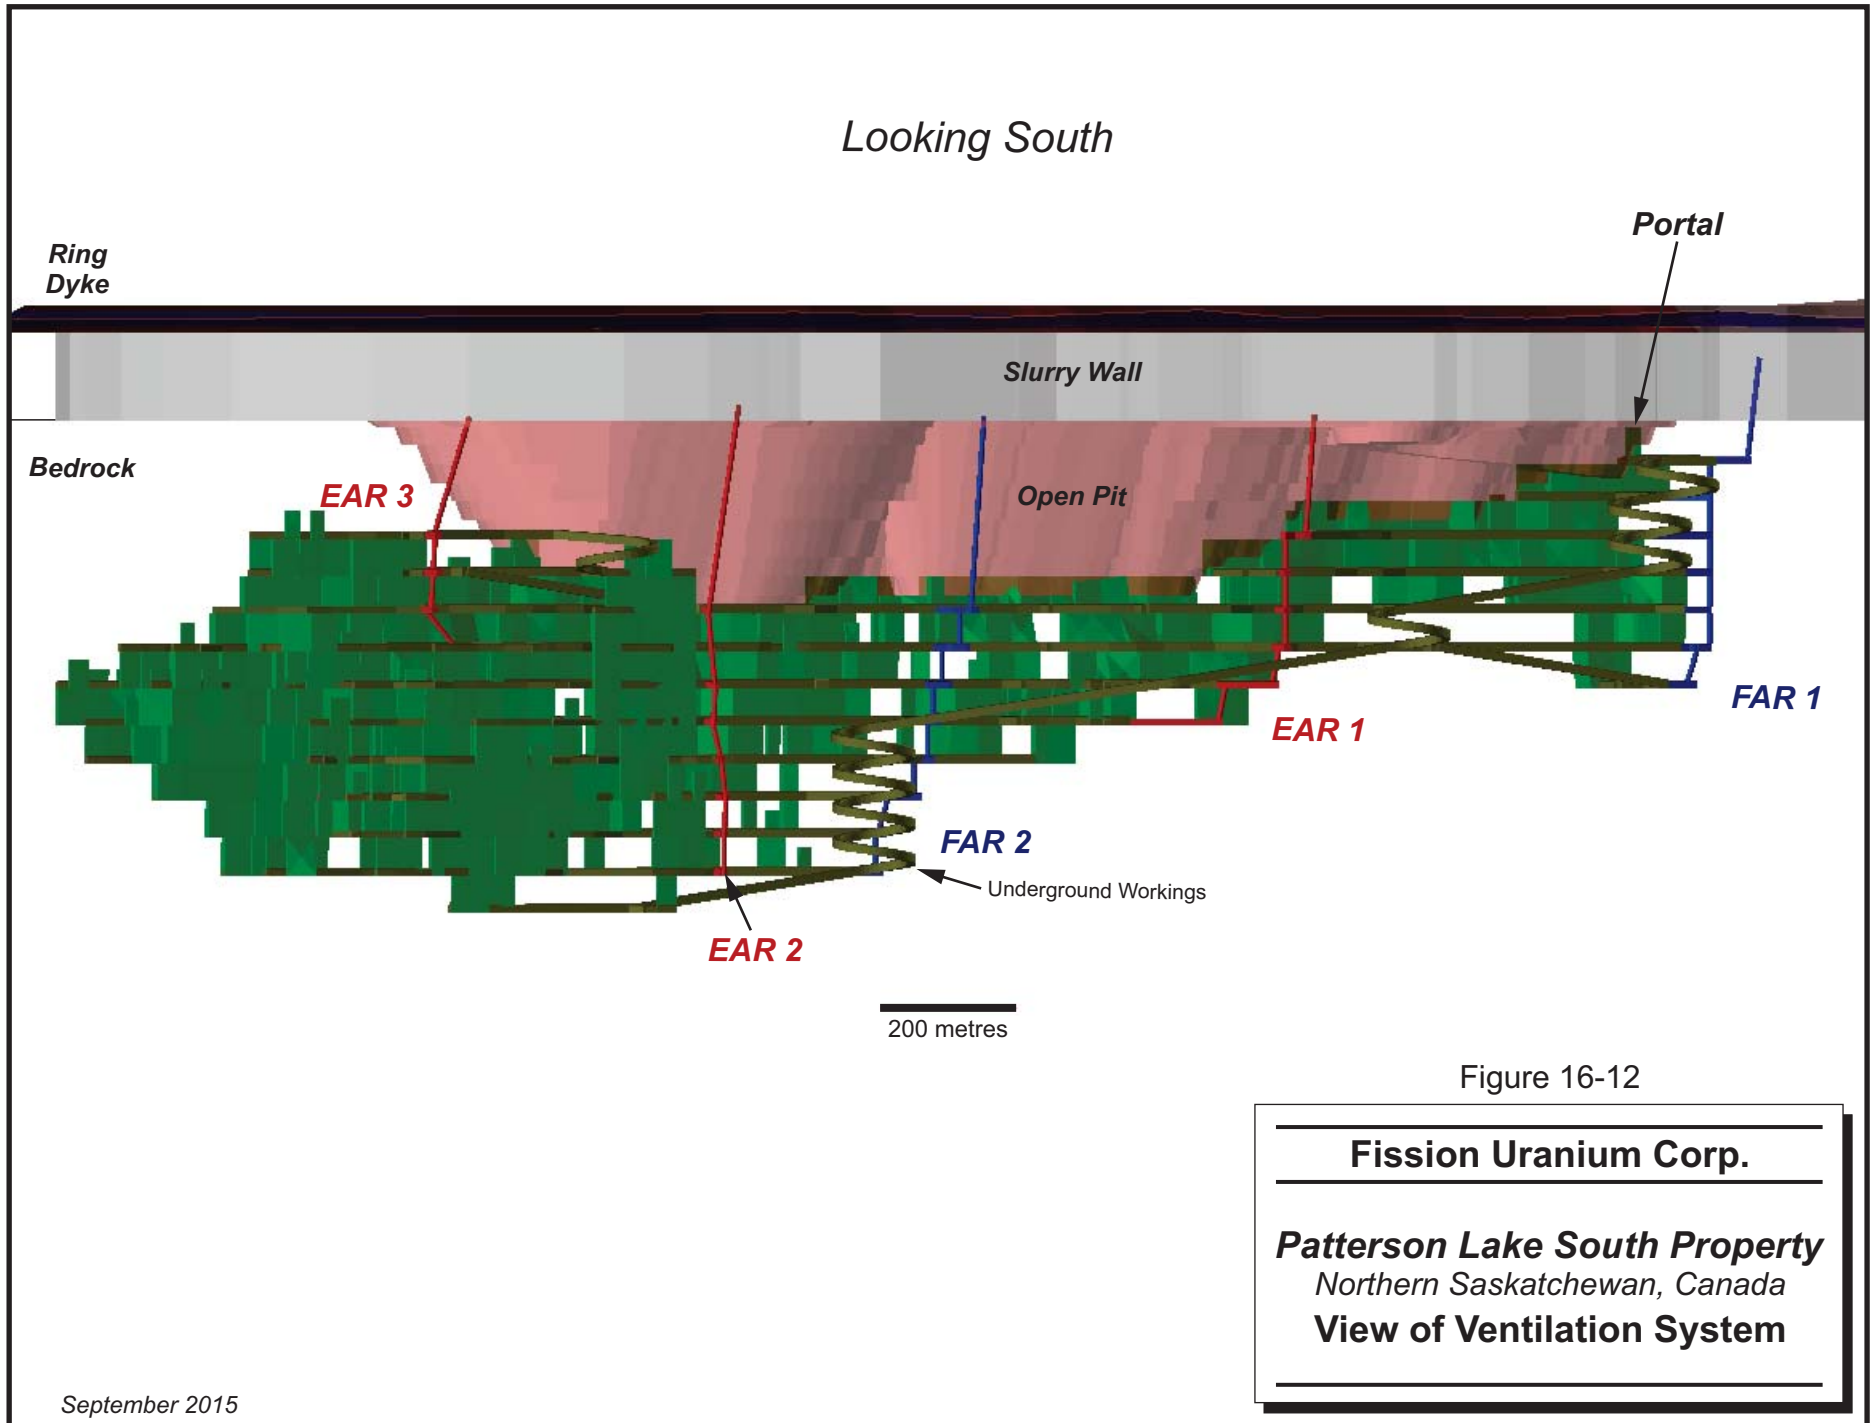 Looking South
Portal
Ring
Dyke
Slurry Wall
Bedrock
EAR 3
Open Pit
FAR 1
EAR 1
FAR 2
Underground Workings
EAR 2
200 metres
Figure 16-12
Fission Uranium Corp.
Patterson Lake South Property
Northern Saskatchewan, Canada
View of Ventilation System
September 2015